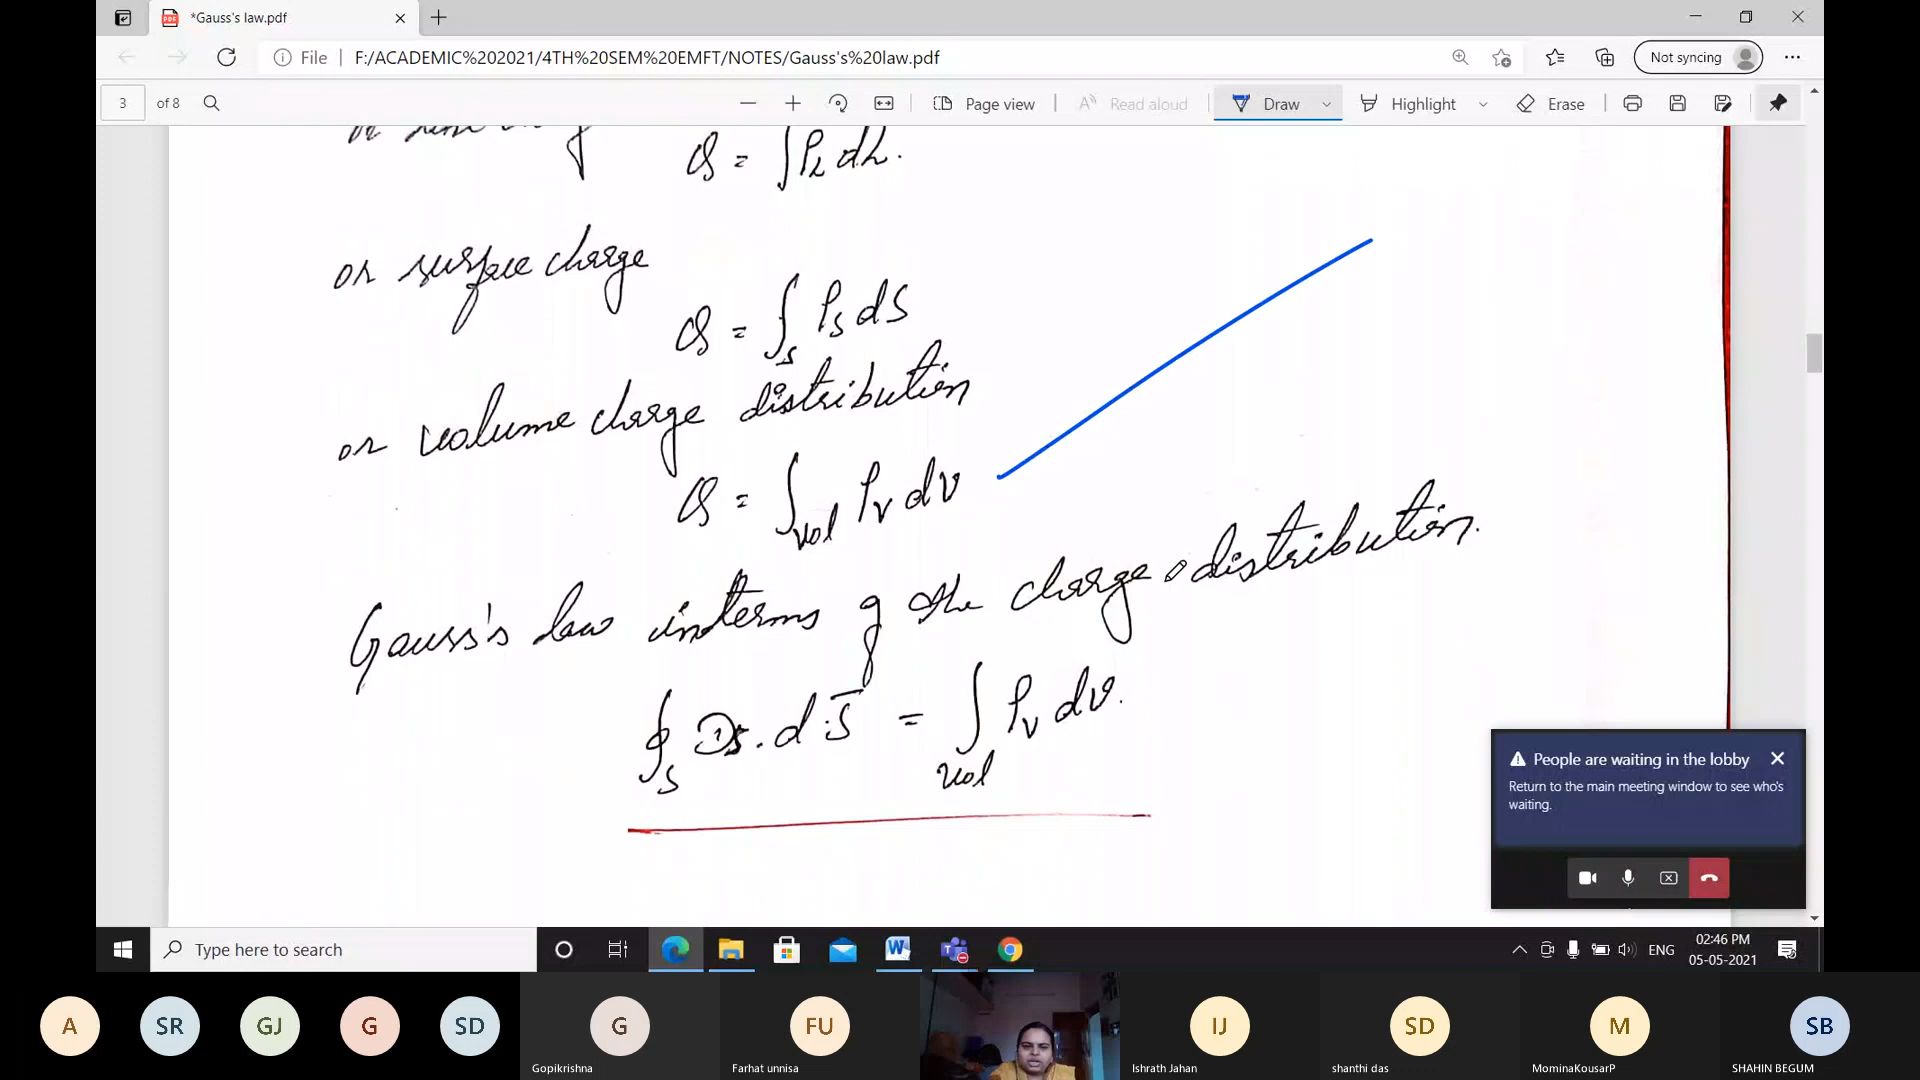 *Gauss's law.pdf
File F:/ACADEMIC%202021/4TH%20SEM%20EMFT/NOTES/Gauss's%20law.pdf
Not syncing
3 of 8
Page view
Read aloud
Draw
Highlight
Erase
Q = ∫ρL dL.
or surface charge
Q = ∫s ρs ds
or volume charge distribution
Q = ∫vol ρv dv
Gauss's law interms of the charge distribution.
∮s Ds . d s̄ = ∫vol ρv dv.
People are waiting in the lobby
Return to the main meeting window to see who's
waiting.
Type here to search
W
ENG
02:46 PM
05-05-2021
A SR GJ G SD G FU IJ SD M SB
Gopikrishna Farhat unnisa Ishrath Jahan shanthi das MominaKousarP SHAHIN BEGUM